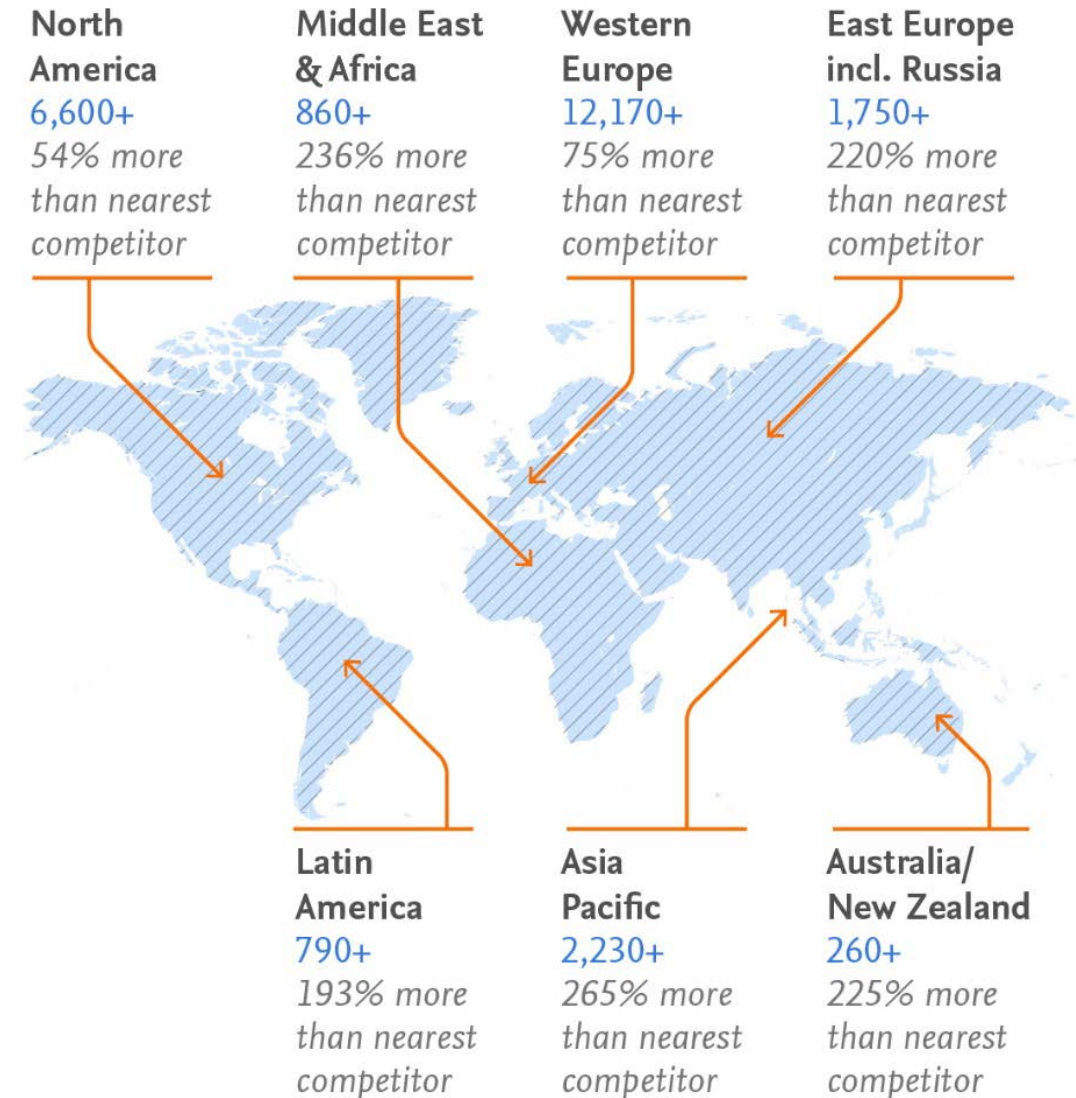 North
America
6,600+
54% more
than nearest
competitor
Middle East
& Africa
860+
236% more
than nearest
competitor
Western
Europe
12,170+
75% more
than nearest
competitor
East Europe
incl. Russia
1,750+
220% more
than nearest
competitor
Latin
America
790+
193% more
than nearest
competitor
Asia
Pacific
2,230+
265% more
than nearest
competitor
Australia/
New Zealand
260+
225% more
than nearest
competitor